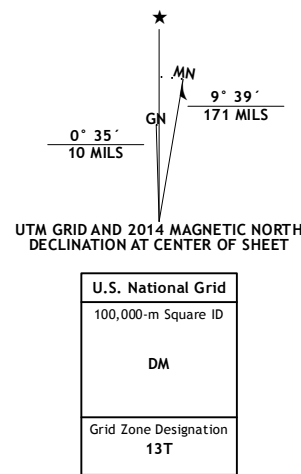 MN
GN
9° 39´
171 MILS
0° 35´
10 MILS
UTM GRID AND 2014 MAGNETIC NORTH
DECLINATION AT CENTER OF SHEET
U.S. National Grid
100,000-m Square ID
DM
Grid Zone Designation
13T